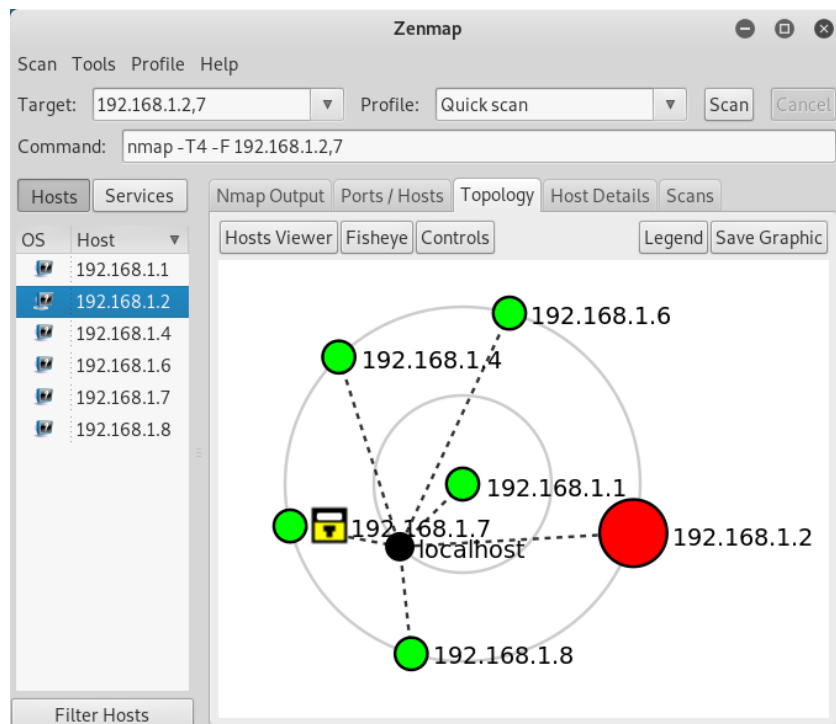 Zenmap
Scan Tools Profile Help
Target: 192.168.1.2,7 Profile: Quick scan Scan Cancel
Command: nmap -T4 -F 192.168.1.2,7
Hosts Services Nmap Output Ports / Hosts Topology Host Details Scans
Hosts Viewer Fisheye Controls Legend Save Graphic
OS Host
192.168.1.1
192.168.1.2
192.168.1.4
192.168.1.6
192.168.1.7
192.168.1.8
192.168.1.6
192.168.1.4
192.168.1.1
192.168.1.7
192.168.1.2
localhost
192.168.1.8
Filter Hosts